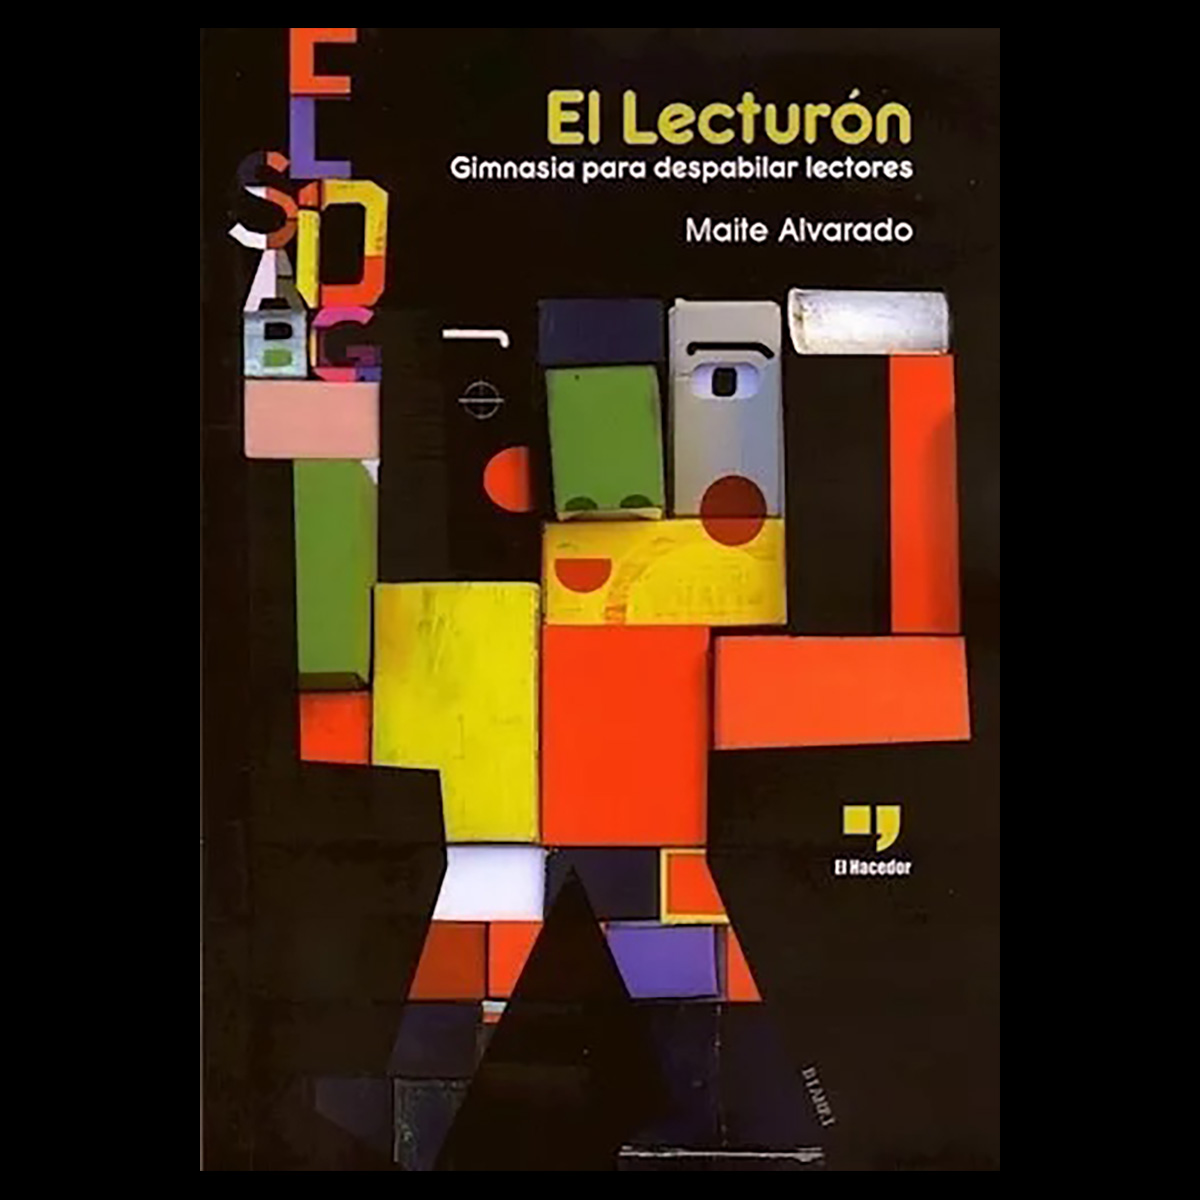 El Lecturón
Gimnasia para despabilar lectores
Maite Alvarado
E
L
S
O
A
B
G
El Hacedor